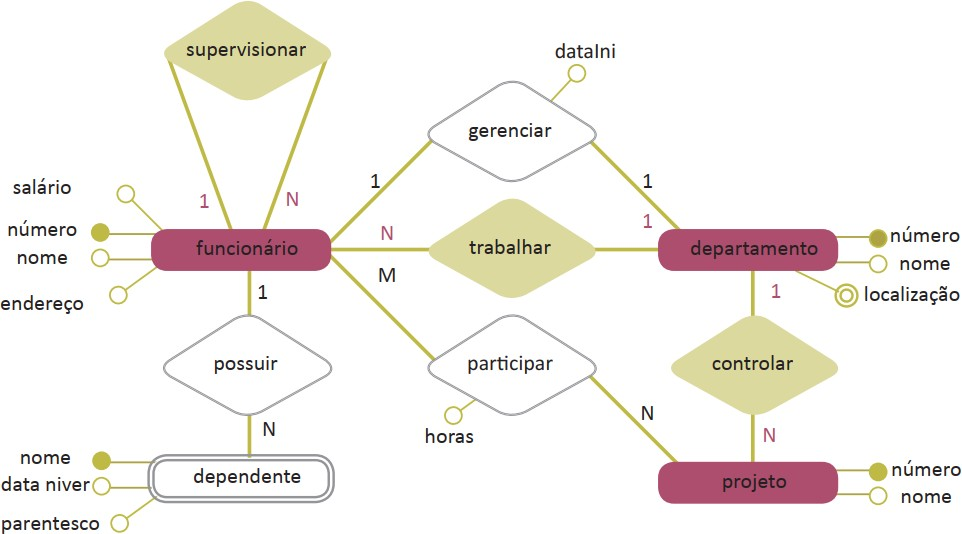 supervisionar
dataIni
gerenciar
salário
1
N
1
1
número
N
1
funcionário
trabalhar
departamento
número
nome
M
nome
endereço
1
1
localização
possuir
participar
controlar
horas
N
N
N
nome
data niver
dependente
projeto
número
nome
parentesco